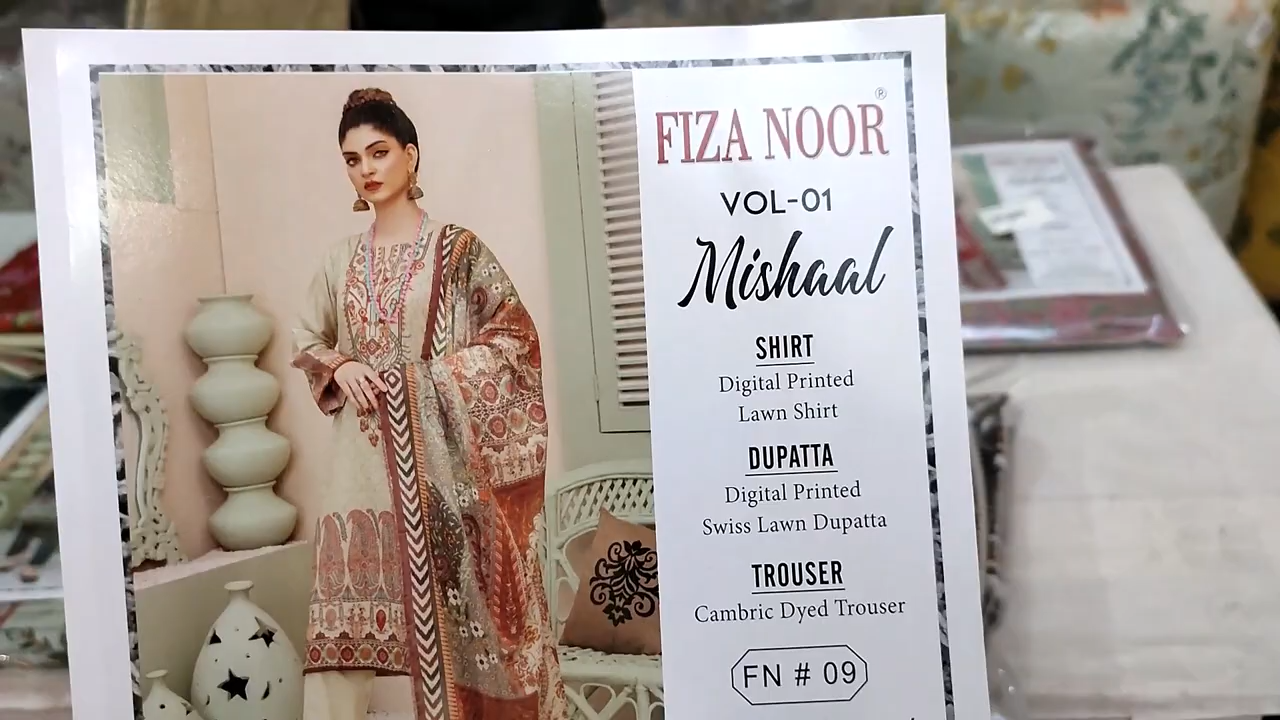 FIZA NOOR®
VOL-01
Mishaal
SHIRT
Digital Printed
Lawn Shirt
DUPATTA
Digital Printed
Swiss Lawn Dupatta
TROUSER
Cambric Dyed Trouser
FN # 09